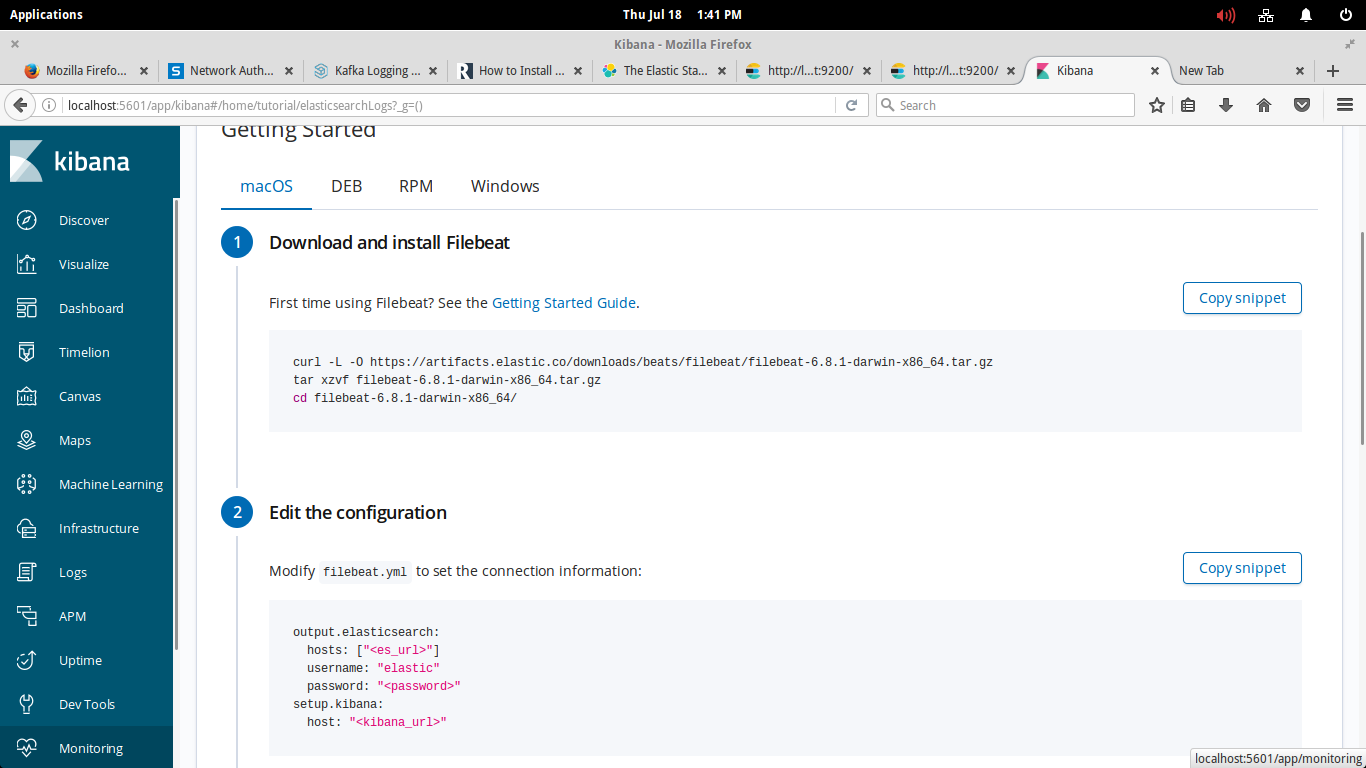 Applications
Thu Jul 18 1:41 PM
Kibana - Mozilla Firefox
Mozilla Firefo...
Network Auth...
Kafka Logging ...
How to Install ...
The Elastic Sta...
http://l...t:9200/
http://l...t:9200/
Kibana
New Tab
localhost:5601/app/kibana#/home/tutorial/elasticsearchLogs?_g=()
Search
kibana
Discover
Visualize
Dashboard
Timelion
Canvas
Maps
Machine Learning
Infrastructure
Logs
APM
Uptime
Dev Tools
Monitoring
Getting Started
macOS DEB RPM Windows
1 Download and install Filebeat
First time using Filebeat? See the Getting Started Guide.
Copy snippet
curl -L -O https://artifacts.elastic.co/downloads/beats/filebeat/filebeat-6.8.1-darwin-x86_64.tar.gz
tar xzvf filebeat-6.8.1-darwin-x86_64.tar.gz
cd filebeat-6.8.1-darwin-x86_64/
2 Edit the configuration
Modify filebeat.yml to set the connection information:
Copy snippet
output.elasticsearch:
hosts: ["<es_url>"]
username: "elastic"
password: "<password>"
setup.kibana:
host: "<kibana_url>"
localhost:5601/app/monitoring